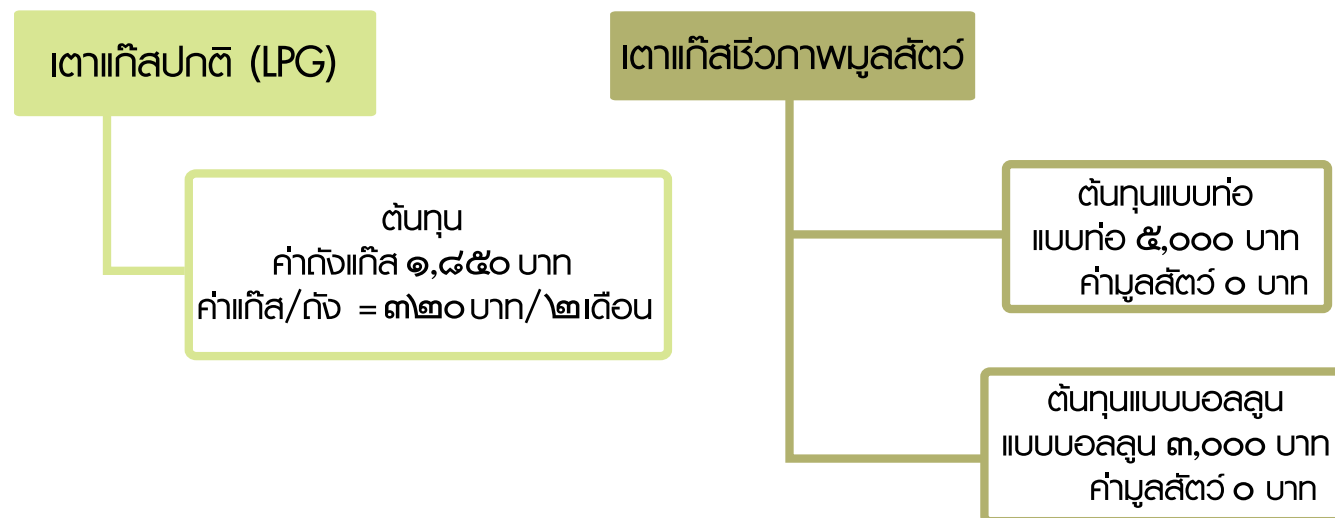 เตาแก๊สปกติ (LPG)
เตาแก๊สชีวภาพมูลสัตว์
ต้นทุน
ค่าถังแก๊ส ๑,๘๕๐ บาท
ค่าแก๊ส/ถัง = ๓๒๐ บาท/๒ เดือน
ต้นทุนแบบท่อ
แบบท่อ ๕,๐๐๐ บาท
ค่ามูลสัตว์ ๐ บาท
ต้นทุนแบบบอลลูน
แบบบอลลูน ๓,๐๐๐ บาท
ค่ามูลสัตว์ ๐ บาท